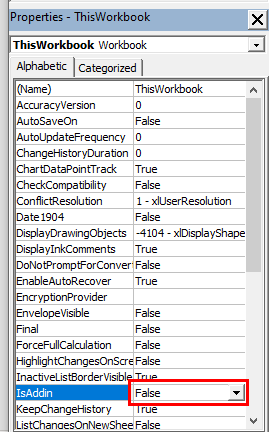 Properties - ThisWorkbook
ThisWorkbook Workbook
Alphabetic Categorized
(Name) ThisWorkbook
AccuracyVersion 0
AutoSaveOn False
AutoUpdateFrequency 0
ChangeHistoryDuration 0
ChartDataPointTrack True
CheckCompatibility False
ConflictResolution 1 - xlUserResolution
Date1904 False
DisplayDrawingObjects -4104 - xlDisplayShape
DisplayInkComments True
DoNotPromptForConvert False
EnableAutoRecover True
EncryptionProvider
EnvelopeVisible False
Final False
ForceFullCalculation False
HighlightChangesOnScre False
InactiveListBorderVisible True
IsAddin False
KeepChangeHistory True
ListChangesOnNewShee False